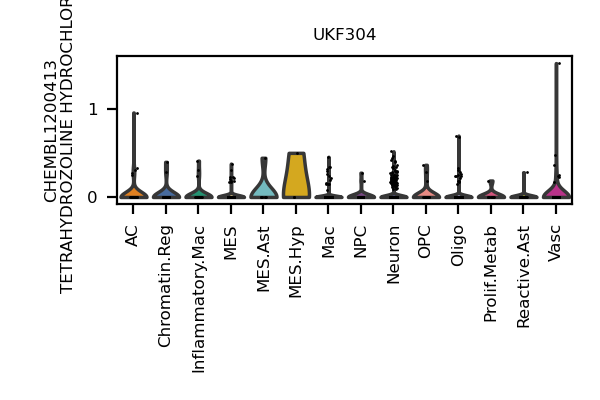 UKF304
CHEMBL1200413
TETRAHYDROZOLINE HYDROCHLOR
1
0
AC
Chromatin.Reg
Inflammatory.Mac
MES
MES.Ast
MES.Hyp
Mac
NPC
Neuron
OPC
Oligo
Prolif.Metab
Reactive.Ast
Vasc